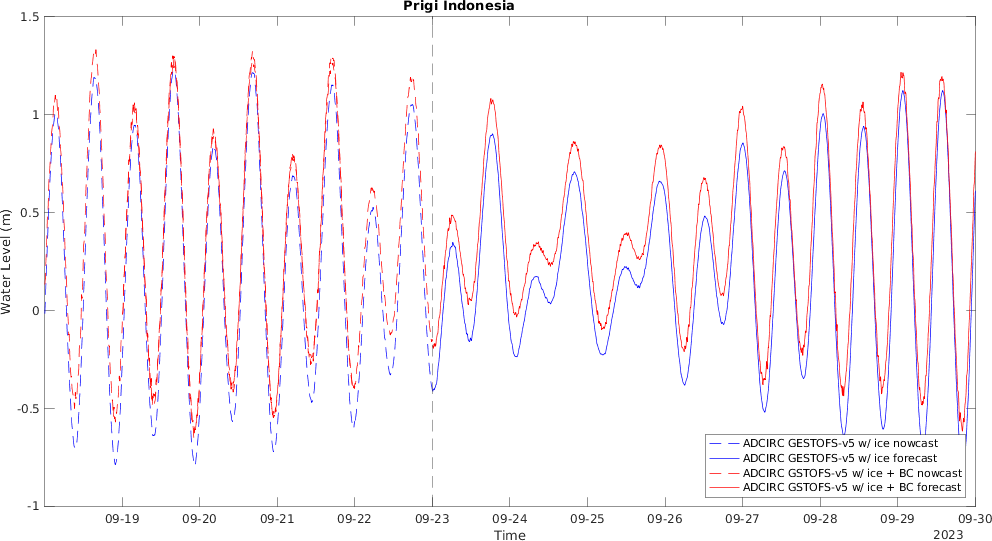 Prigi Indonesia
1.5
1
0.5
0
-0.5
-1
Water Level (m)
ADCIRC GESTOFS-v5 w/ ice nowcast
ADCIRC GESTOFS-v5 w/ ice forecast
ADCIRC GSTOFS-v5 w/ ice + BC nowcast
ADCIRC GSTOFS-v5 w/ ice + BC forecast
09-19 09-20 09-21 09-22 09-23 09-24 09-25 09-26 09-27 09-28 09-29 09-30
Time
2023